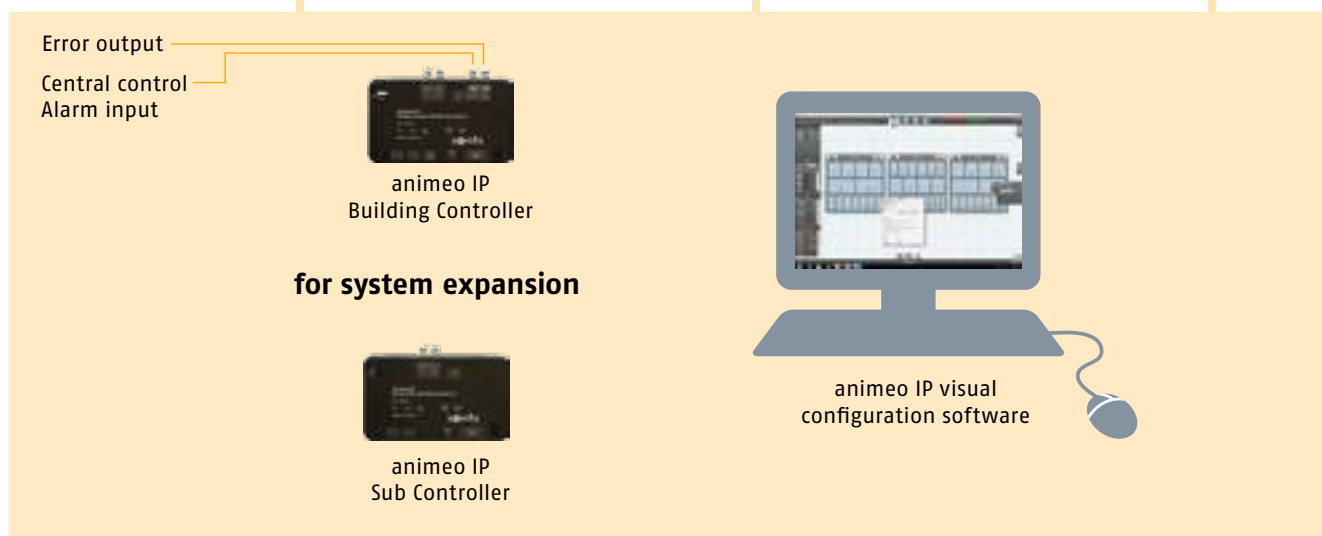 Error output
Central control
Alarm input
animeo IP
Building Controller
for system expansion
animeo IP
Sub Controller
animeo IP visual
configuration software